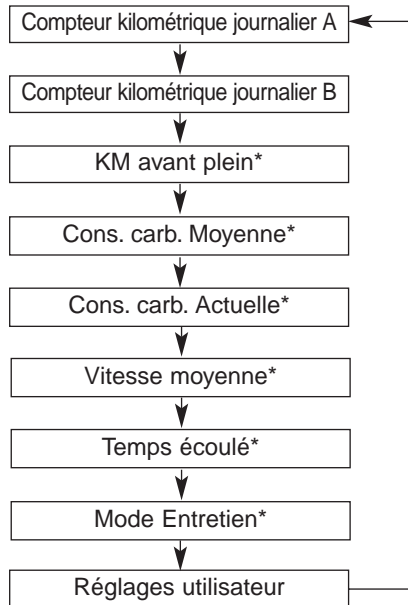 Compteur kilométrique journalier A
Compteur kilométrique journalier B
KM avant plein*
Cons. carb. Moyenne*
Cons. carb. Actuelle*
Vitesse moyenne*
Temps écoulé*
Mode Entretien*
Réglages utilisateur